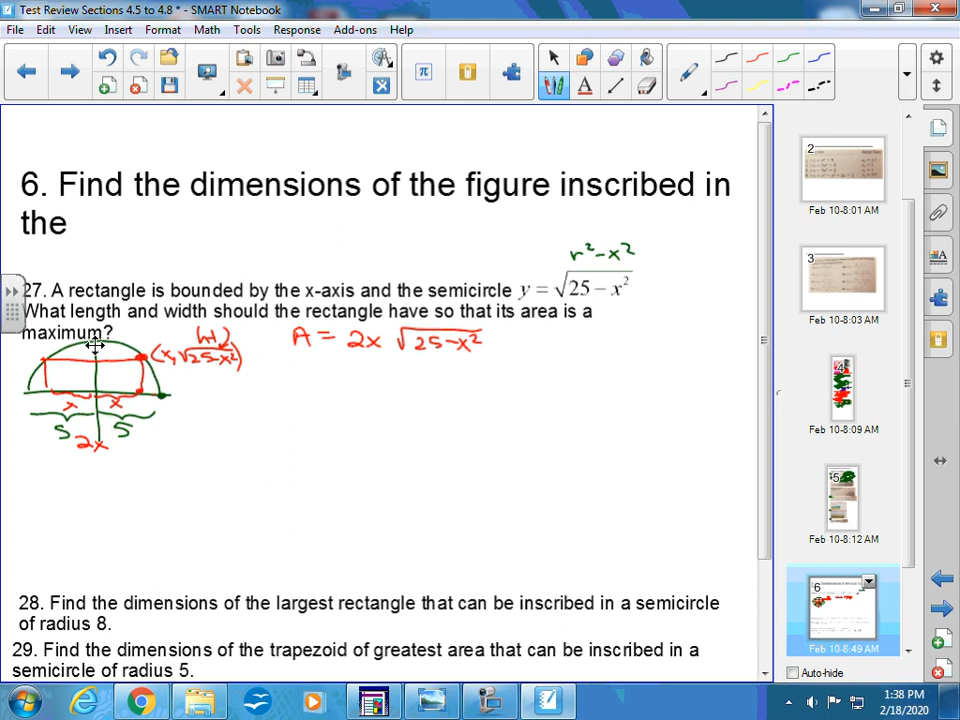 Test Review Sections 4.5 to 4.8 * - SMART Notebook
File Edit View Insert Format Math Tools Response Add-ons Help
6. Find the dimensions of the figure inscribed in
the
r² - x²
27. A rectangle is bounded by the x-axis and the semicircle y = √25 - x²
What length and width should the rectangle have so that its area is a
maximum?
A = 2x √25-x²
(ht)
(x, √25-x²)
x x
5 5
2x
28. Find the dimensions of the largest rectangle that can be inscribed in a semicircle
of radius 8.
29. Find the dimensions of the trapezoid of greatest area that can be inscribed in a
semicircle of radius 5.
2
Feb 10-8:01 AM
3
Feb 10-8:03 AM
4
Feb 10-8:09 AM
5
Feb 10-8:12 AM
6
Feb 10-8:49 AM
Auto-hide
1:38 PM
2/18/2020